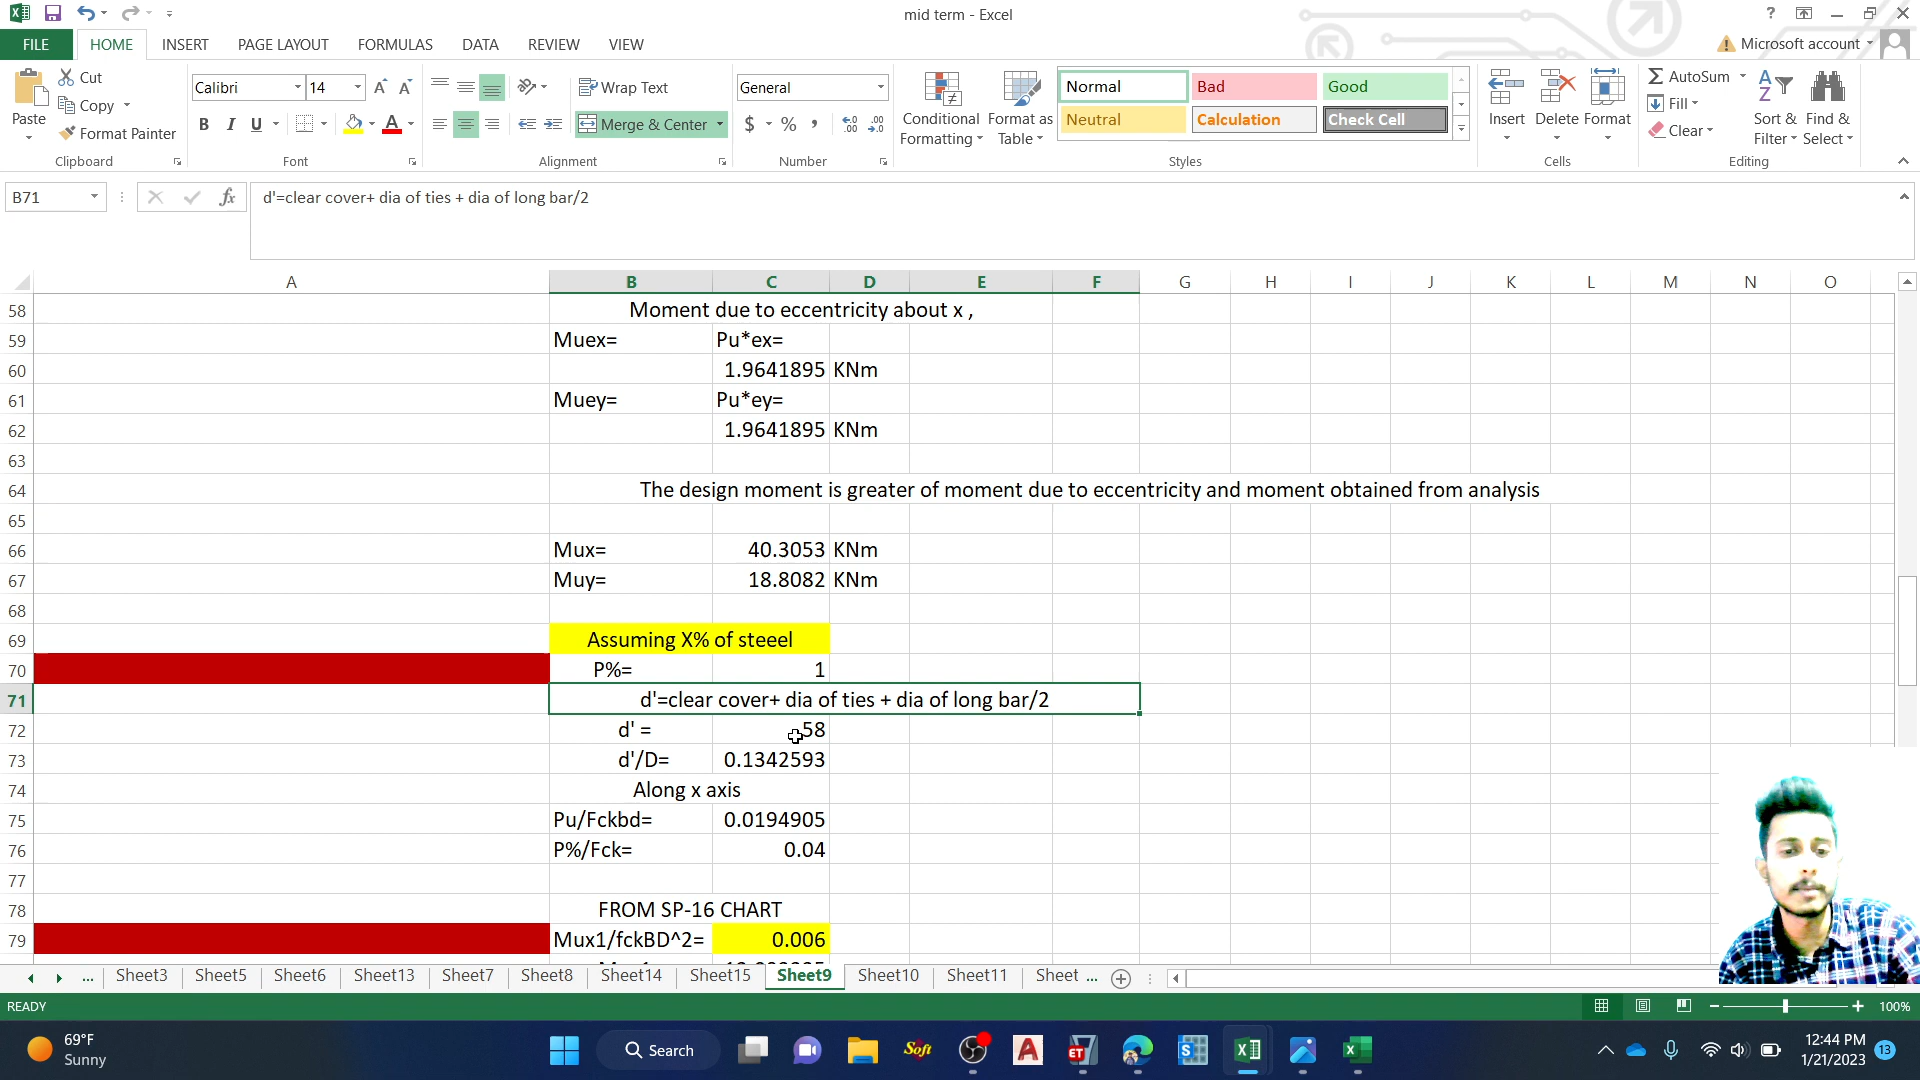 mid term - Excel
?
Microsoft account
FILE HOME INSERT PAGE LAYOUT FORMULAS DATA REVIEW VIEW
Paste
Cut
Copy
Format Painter
Clipboard
Calibri 14
B I U
Font
Wrap Text
Merge & Center
Alignment
General
$ % ,
Number
Conditional Formatting
Format as Table
Normal Bad Good
Neutral Calculation Check Cell
Styles
Insert Delete Format
Cells
AutoSum
Fill
Clear
Sort & Filter
Find & Select
Editing
B71 fx d'=clear cover+ dia of ties + dia of long bar/2
A B C D E F G H I J K L M N O
58 Moment due to eccentricity about x ,
59 Muex= Pu*ex=
60 1.9641895 KNm
61 Muey= Pu*ey=
62 1.9641895 KNm
63
64 The design moment is greater of moment due to eccentricity and moment obtained from analysis
65
66 Mux= 40.3053 KNm
67 Muy= 18.8082 KNm
68
69 Assuming X% of steeel
70 P%= 1
71 d'=clear cover+ dia of ties + dia of long bar/2
72 d' = 58
73 d'/D= 0.1342593
74 Along x axis
75 Pu/Fckbd= 0.0194905
76 P%/Fck= 0.04
77
78 FROM SP-16 CHART
79 Mux1/fckBD^2= 0.006
... Sheet3 Sheet5 Sheet6 Sheet13 Sheet7 Sheet8 Sheet14 Sheet15 Sheet9 Sheet10 Sheet11 Sheet ...
READY
100%
69°F
Sunny
Search
Soft
ET
12:44 PM
1/21/2023
13